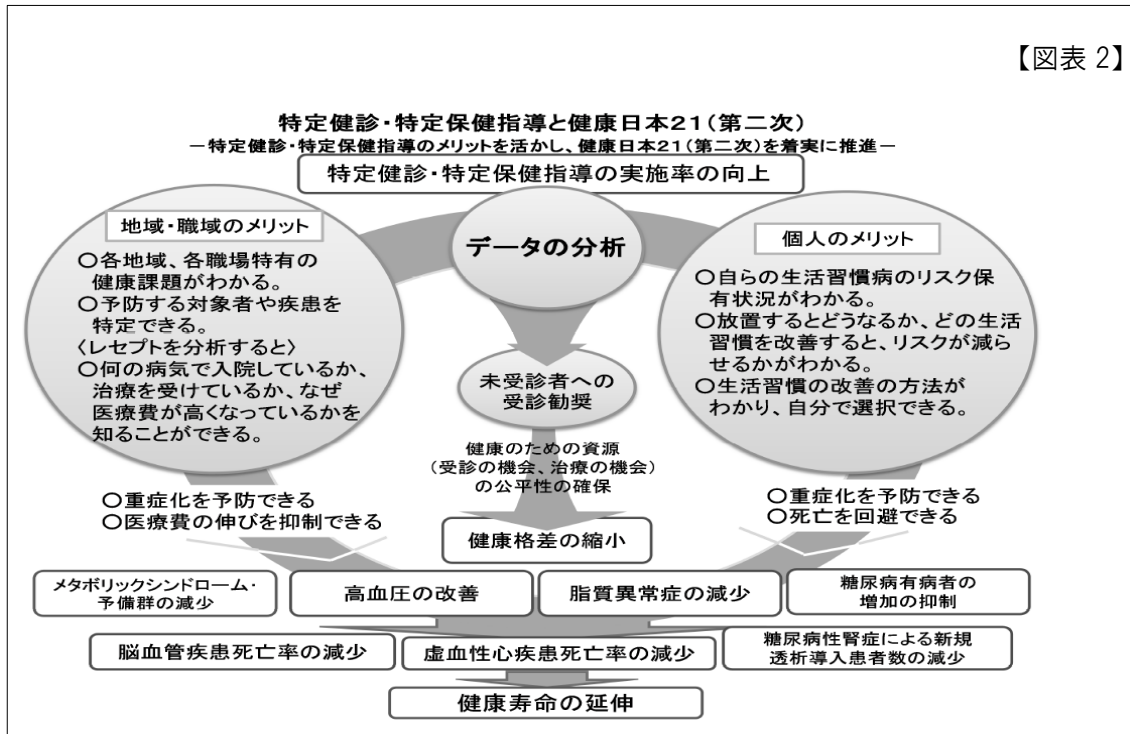 【図表 2】
特定健診・特定保健指導と健康日本21(第二次)
－特定健診・特定保健指導のメリットを活かし、健康日本21(第二次)を着実に推進－
特定健診・特定保健指導の実施率の向上
地域・職域のメリット
○各地域、各職場特有の
健康課題がわかる。
○予防する対象者や疾患を
特定できる。
〈レセプトを分析すると〉
○何の病気で入院しているか、
治療を受けているか、なぜ
医療費が高くなっているかを
知ることができる。
○重症化を予防できる
○医療費の伸びを抑制できる
データの分析
未受診者への
受診勧奨
健康のための資源
(受診の機会、治療の機会)
の公平性の確保
健康格差の縮小
個人のメリット
○自らの生活習慣病のリスク保
有状況がわかる。
○放置するとどうなるか、どの生活
習慣を改善すると、リスクが減ら
せるかがわかる。
○生活習慣の改善の方法が
わかり、自分で選択できる。
○重症化を予防できる
○死亡を回避できる
メタボリックシンドローム・
予備群の減少
高血圧の改善
脂質異常症の減少
糖尿病有病者の
増加の抑制
脳血管疾患死亡率の減少
虚血性心疾患死亡率の減少
糖尿病性腎症による新規
透析導入患者数の減少
健康寿命の延伸